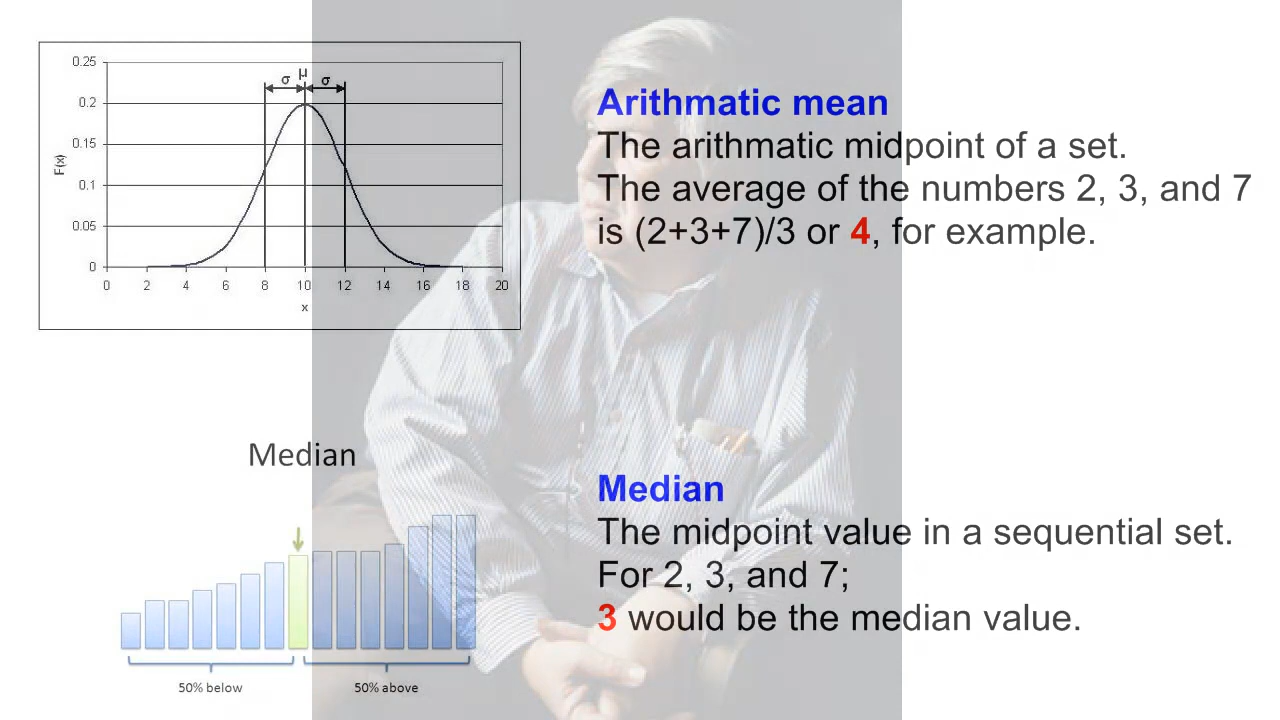 0.25
0.2
0.15
0.1
0.05
0
F(x)
σ μ σ
0 2 4 6 8 10 12 14 16 18 20
x
Arithmatic mean
The arithmatic midpoint of a set.
The average of the numbers 2, 3, and 7
is (2+3+7)/3 or 4, for example.
Median
50% below 50% above
Median
The midpoint value in a sequential set.
For 2, 3, and 7;
3 would be the median value.